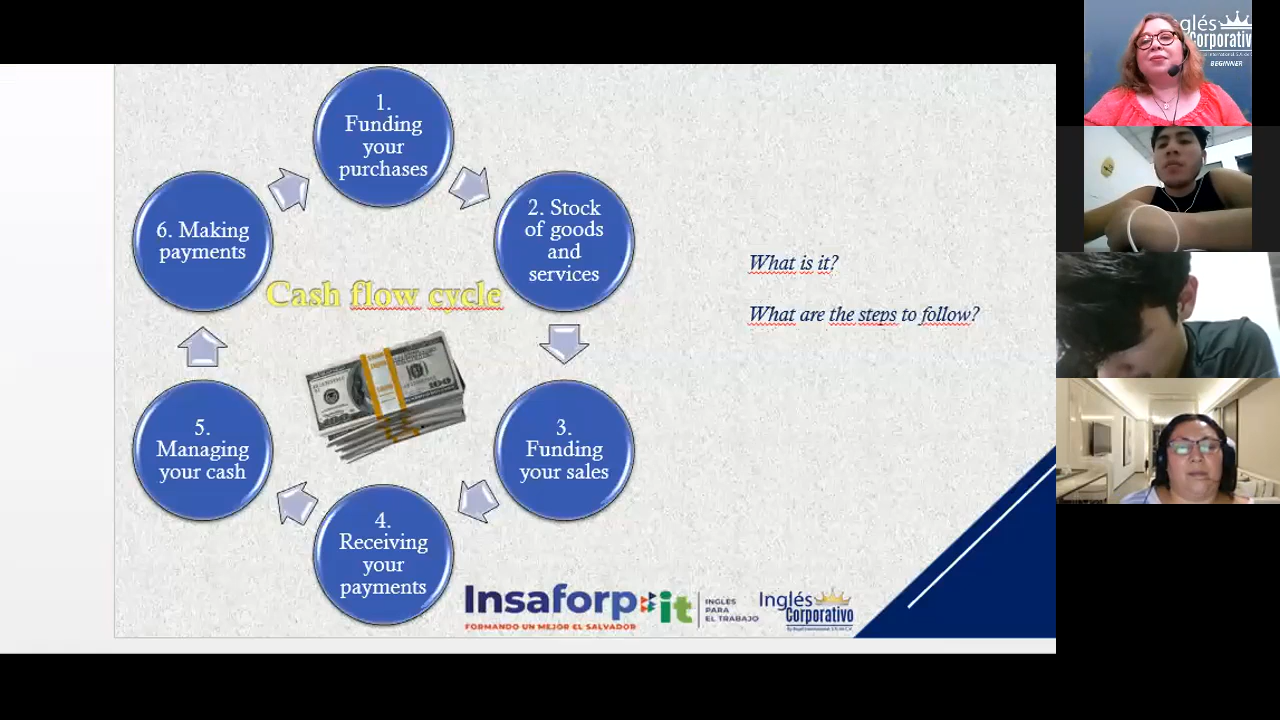 1.
Funding
your
purchases
2. Stock
of goods
and
services
3.
Funding
your sales
4.
Receiving
your
payments
5.
Managing
your cash
6. Making
payments
Cash flow cycle
What is it?
What are the steps to follow?
Insaforp
FORMANDO UN MEJOR EL SALVADOR
it
INGLÉS
PARA
EL TRABAJO
Inglés
Corporativo
glés
Corporativ
BEGINNER